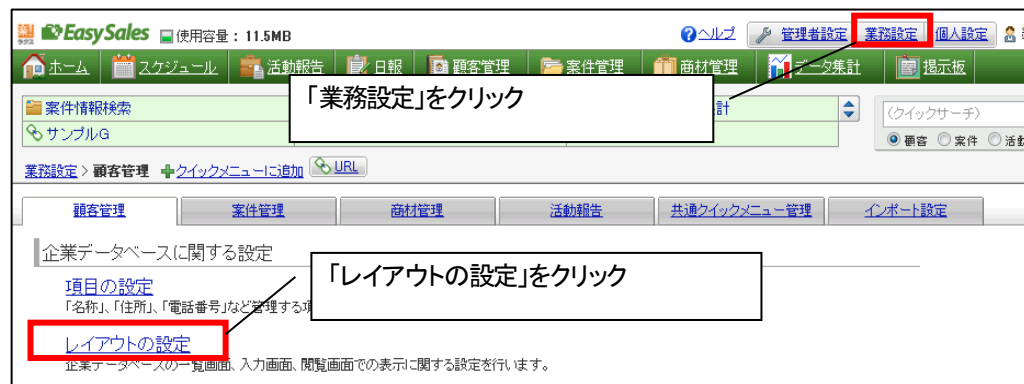 ラクス EasySales 使用容量：11.5MB ヘルプ 管理者設定 業務設定 個人設定
ホーム スケジュール 活動報告 日報 顧客管理 案件管理 商材管理 データ集計 掲示板
案件情報検索 計 (クイックサーチ)
「業務設定」をクリック
サンプルG 顧客 案件 活動
業務設定 > 顧客管理 クイックメニューに追加 URL
顧客管理 案件管理 商材管理 活動報告 共通クイックメニュー管理 インポート設定
企業データベースに関する設定
「レイアウトの設定」をクリック
項目の設定
「名称」、「住所」、「電話番号」など管理する項
レイアウトの設定
企業データベースの一覧画面、入力画面、閲覧画面での表示に関する設定を行います。